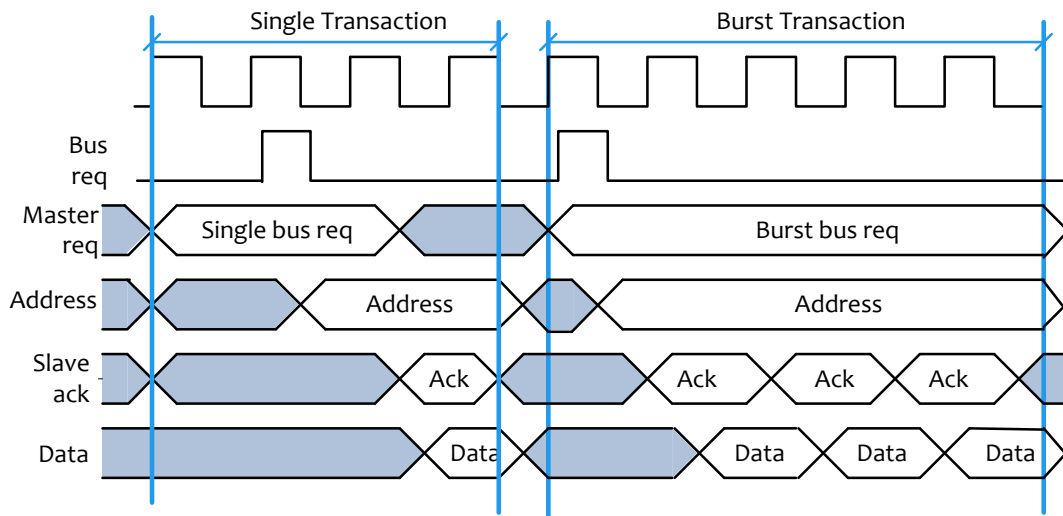 Single Transaction
Burst Transaction
Bus
req
Master
req
Single bus req
Burst bus req
Address
Address
Address
Slave
ack
Ack
Ack
Ack
Ack
Data
Data
Data
Data
Data